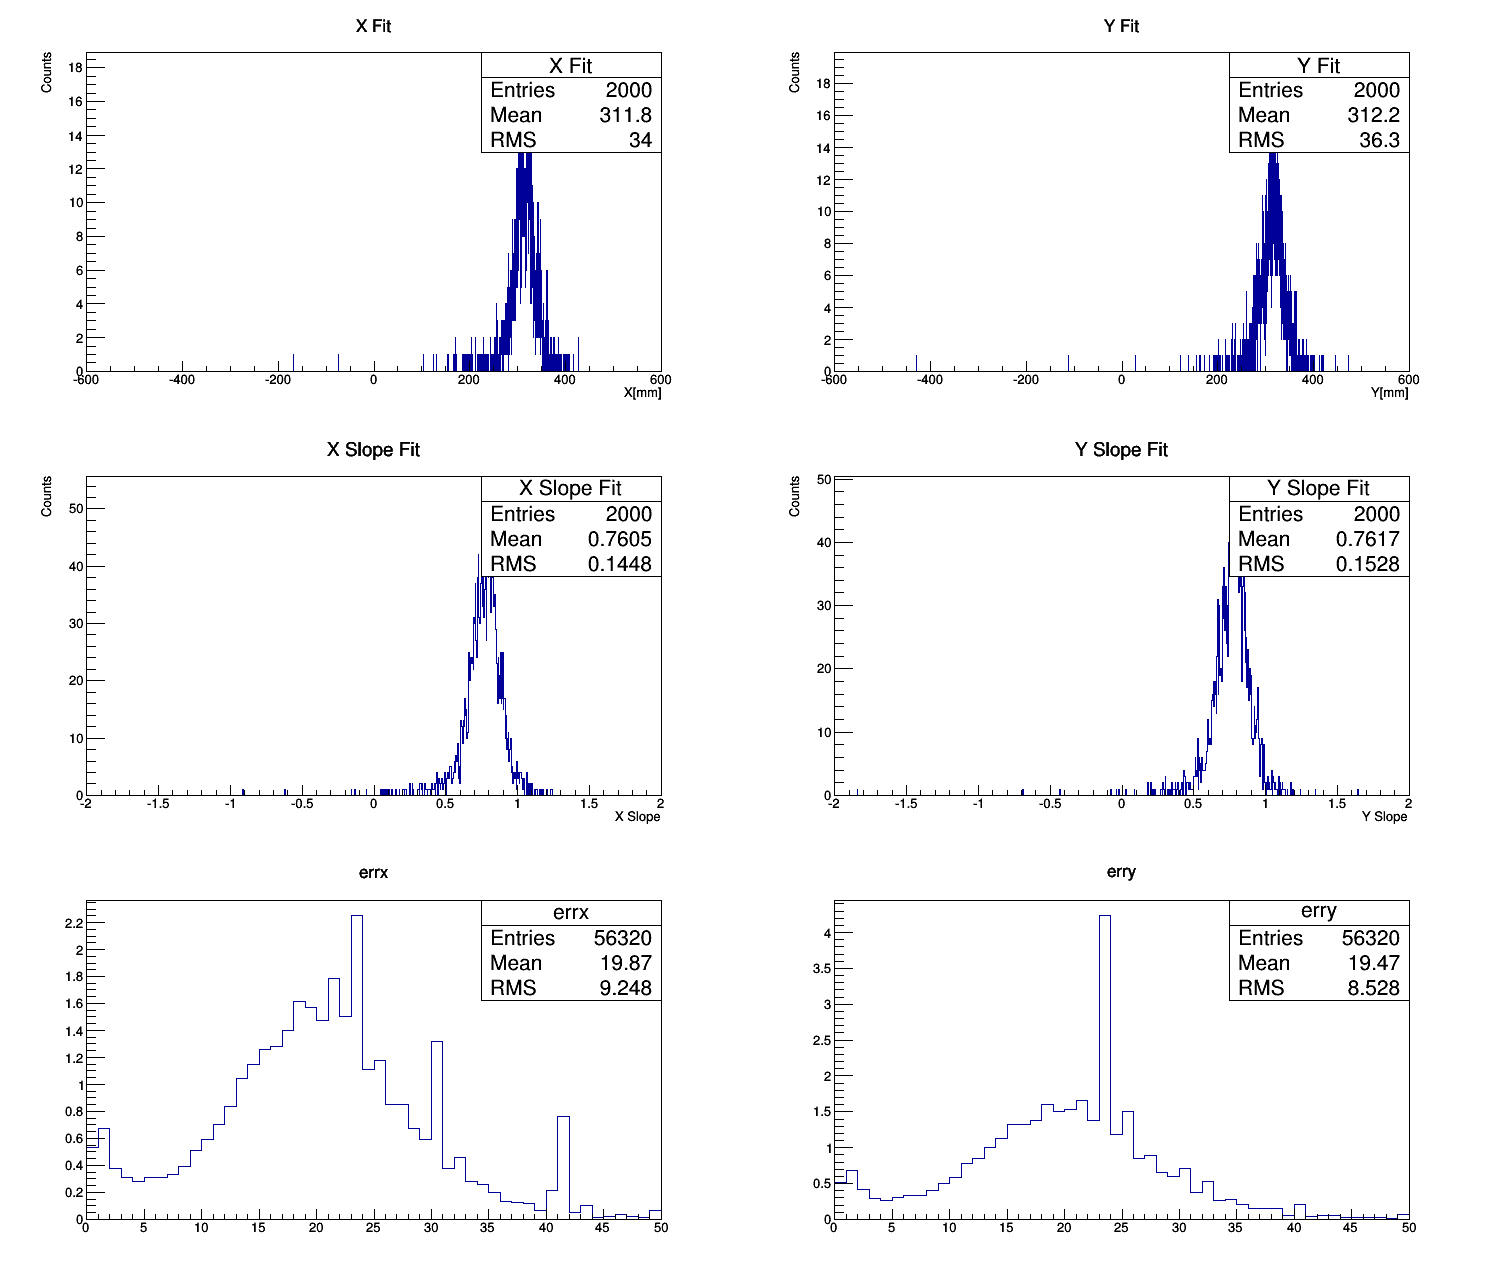 X Fit
Counts
X Fit
Entries 2000
Mean 311.8
RMS 34
18
16
14
12
10
8
6
4
2
0
-600 -400 -200 0 200 400 600
X[mm]
Y Fit
Counts
Y Fit
Entries 2000
Mean 312.2
RMS 36.3
18
16
14
12
10
8
6
4
2
0
-600 -400 -200 0 200 400 600
Y[mm]
X Slope Fit
Counts
X Slope Fit
Entries 2000
Mean 0.7605
RMS 0.1448
50
40
30
20
10
0
-2 -1.5 -1 -0.5 0 0.5 1 1.5 2
X Slope
Y Slope Fit
Counts
Y Slope Fit
Entries 2000
Mean 0.7617
RMS 0.1528
50
40
30
20
10
0
-2 -1.5 -1 -0.5 0 0.5 1 1.5 2
Y Slope
errx
errx
Entries 56320
Mean 19.87
RMS 9.248
2.2
2
1.8
1.6
1.4
1.2
1
0.8
0.6
0.4
0.2
0
0 5 10 15 20 25 30 35 40 45 50
erry
erry
Entries 56320
Mean 19.47
RMS 8.528
4
3.5
3
2.5
2
1.5
1
0.5
0
0 5 10 15 20 25 30 35 40 45 50